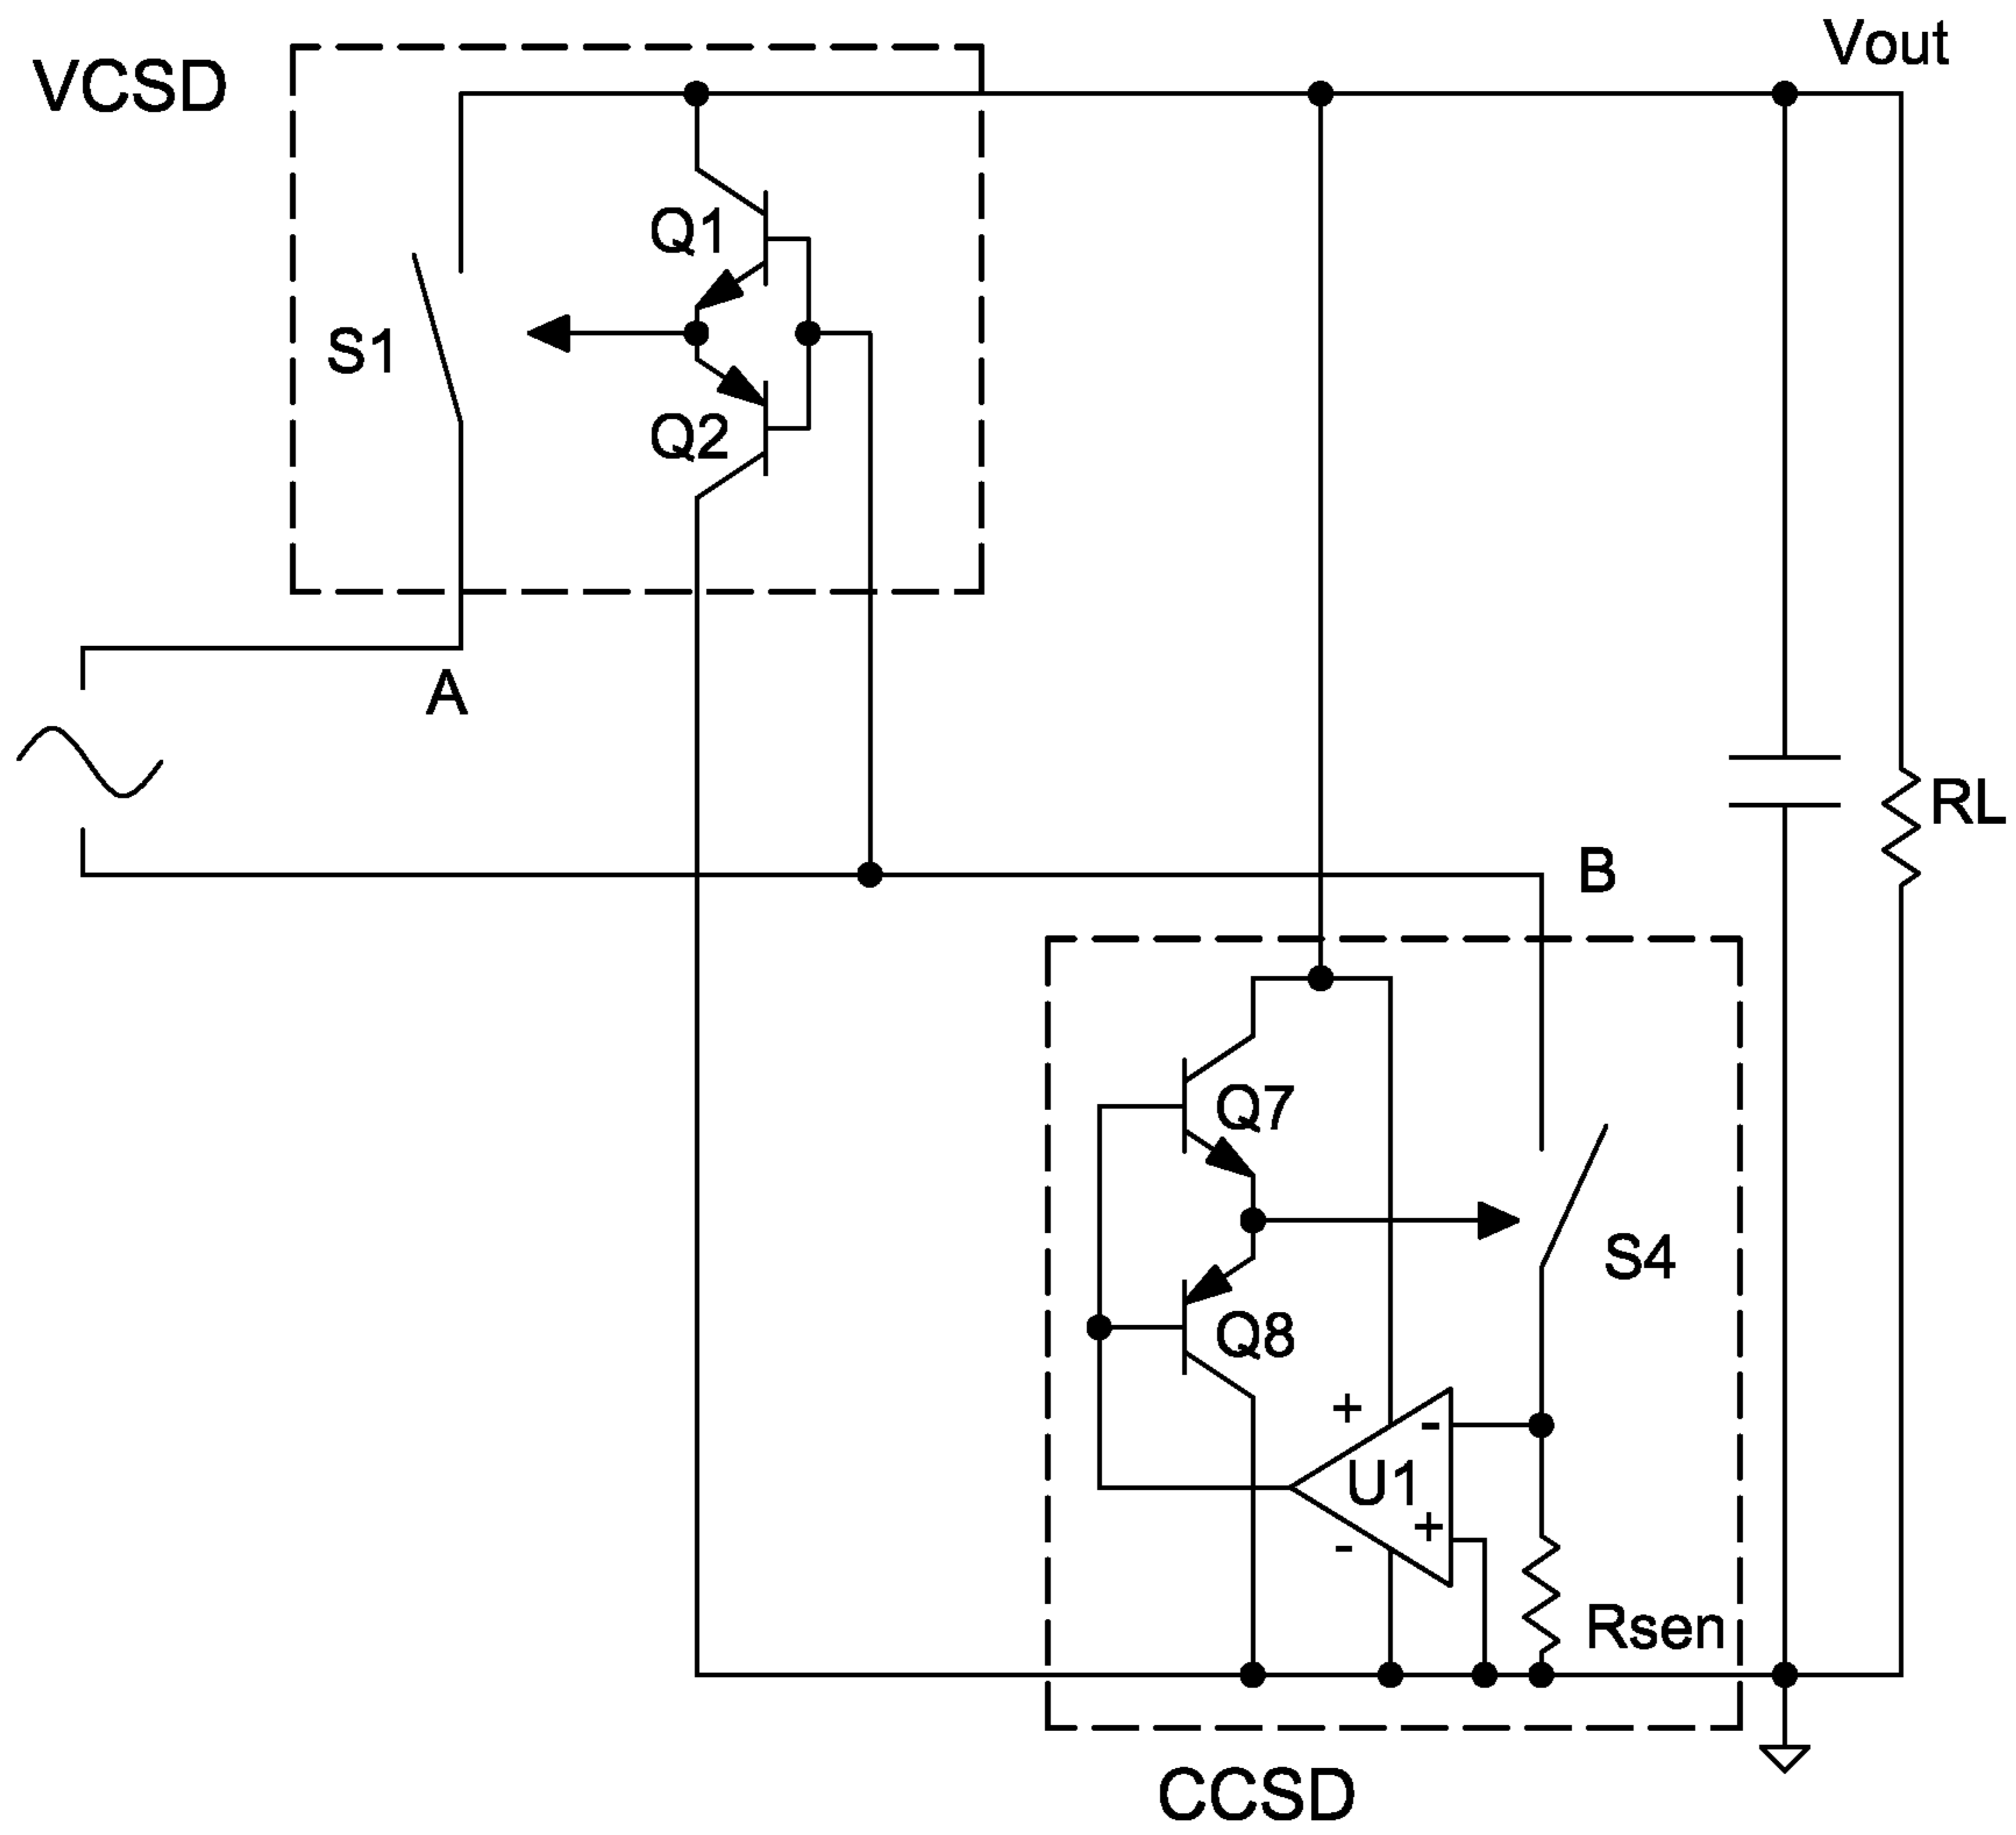 Vout
VCSD
Q1
S1
Q2
A
RL
B
Q7
S4
Q8
+
-
U1
+
-
Rsen
CCSD